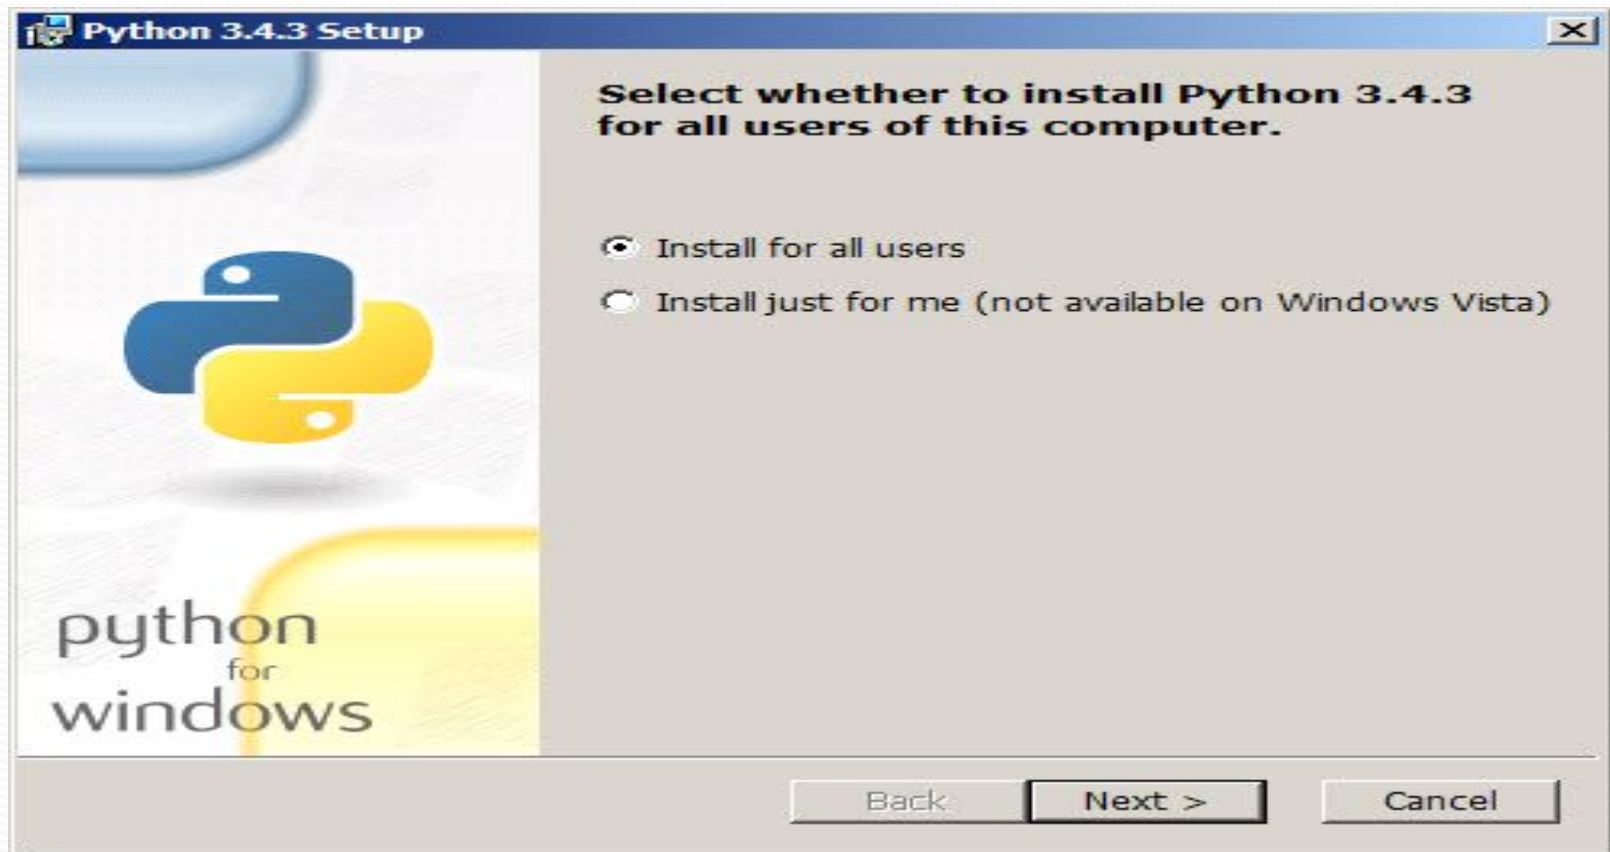 Python 3.4.3 Setup
Select whether to install Python 3.4.3
for all users of this computer.
Install for all users
Install just for me (not available on Windows Vista)
python
for
windows
Back
Next >
Cancel